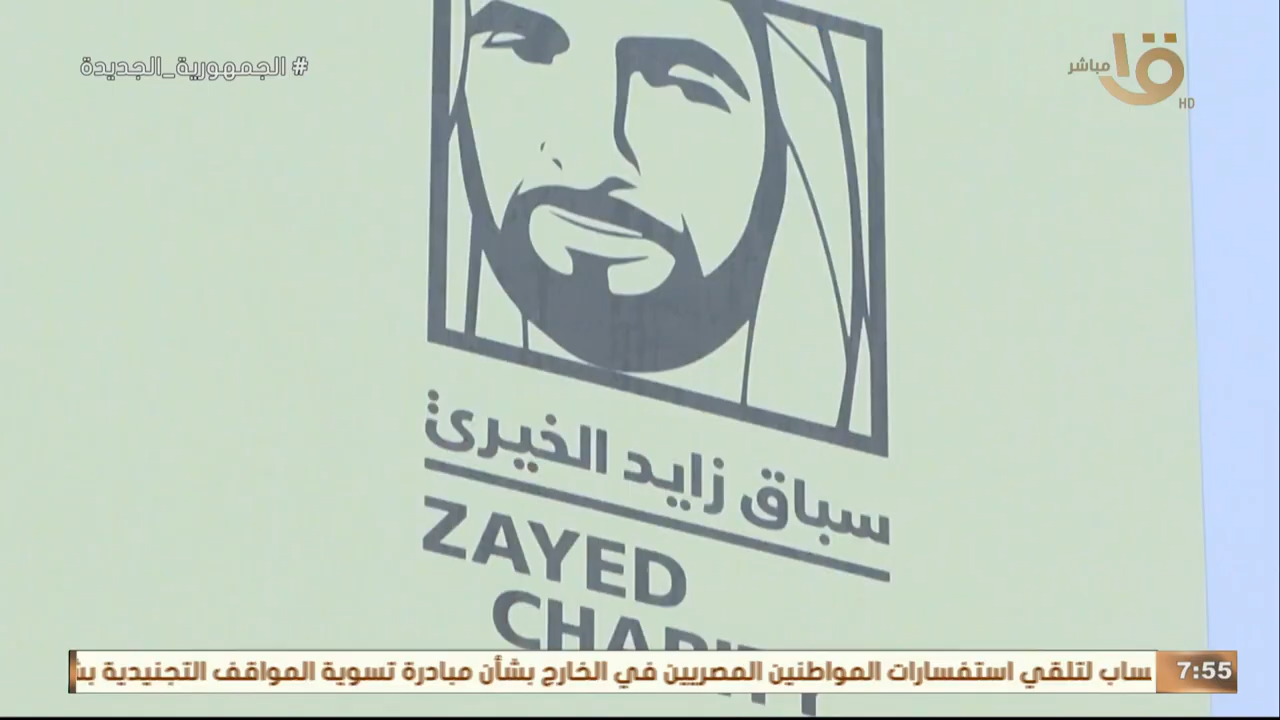 # الجمهورية_الجديدة
مباشر
HD
سباق زايد الخيرى
ZAYED
ساب لتلقي استفسارات المواطنين المصريين في الخارج بشأن مبادرة تسوية المواقف التجنيدية
7:55